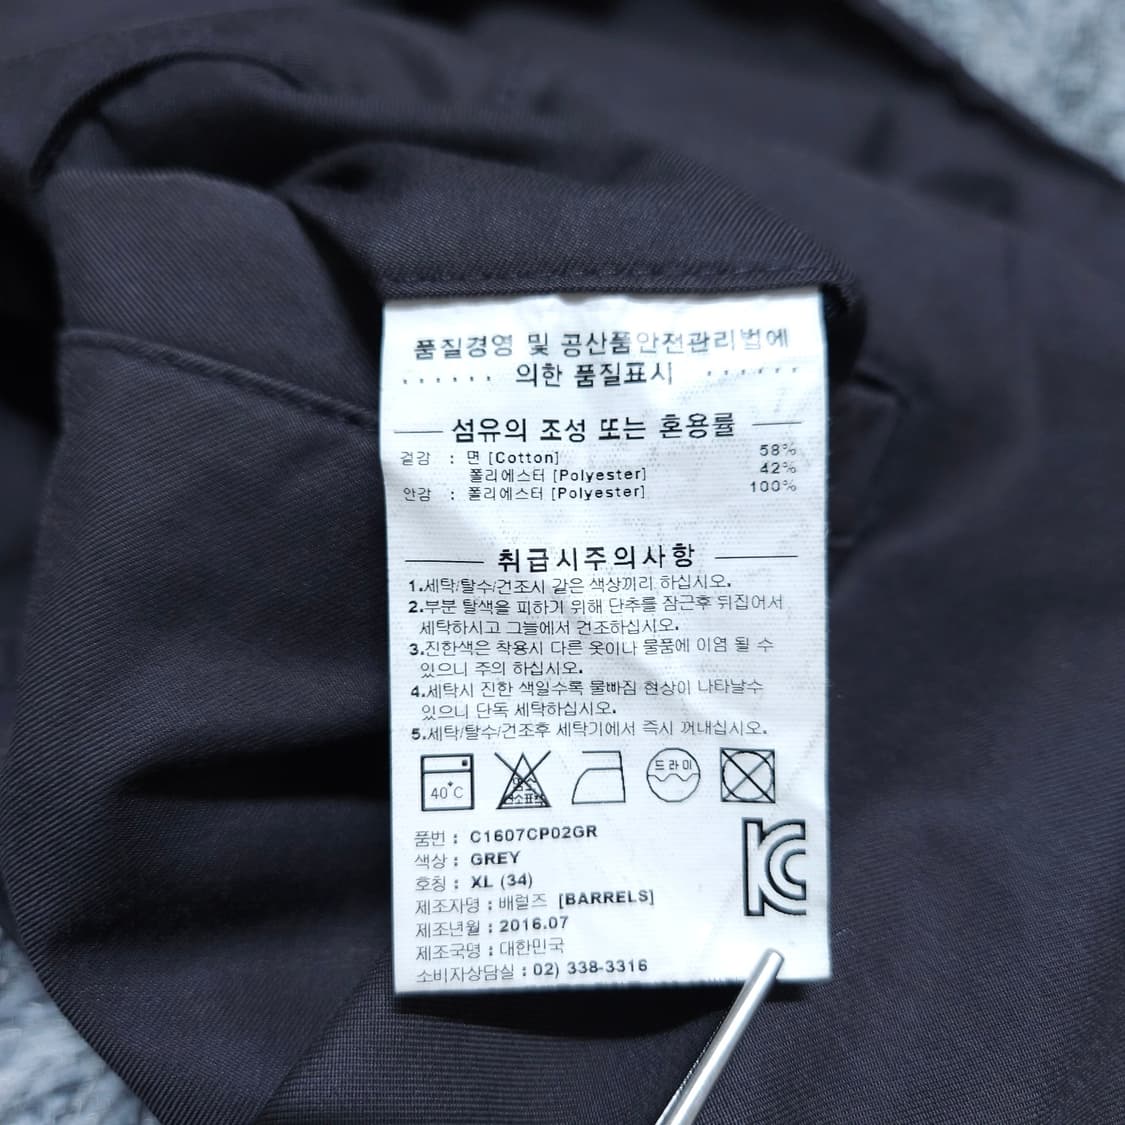 품질경영 및 공산품안전관리법에
...... 의한 품질표시 ......
섬유의 조성 또는 혼용률
겉감 : 면 [Cotton] 58%
폴리에스터 [Polyester] 42%
안감 : 폴리에스터 [Polyester] 100%
취급시주의사항
1.세탁/탈수/건조시 같은 색상끼리 하십시오.
2.부분 탈색을 피하기 위해 단추를 잠근후 뒤집어서
세탁하시고 그늘에서 건조하십시오.
3.진한색은 착용시 다른 옷이나 물품에 이염 될 수
있으니 주의 하십시오.
4.세탁시 진한 색일수록 물빠짐 현상이 나타날수
있으니 단독 세탁하십시오.
5.세탁/탈수/건조후 세탁기에서 즉시 꺼내십시오.
40°C 드라이
품번 : C1607CP02GR
색상 : GREY
호칭 : XL (34)
제조자명 : 배럴즈 [BARRELS]
제조년월 : 2016.07
제조국명 : 대한민국
소비자상담실 : 02) 338-3316
KC